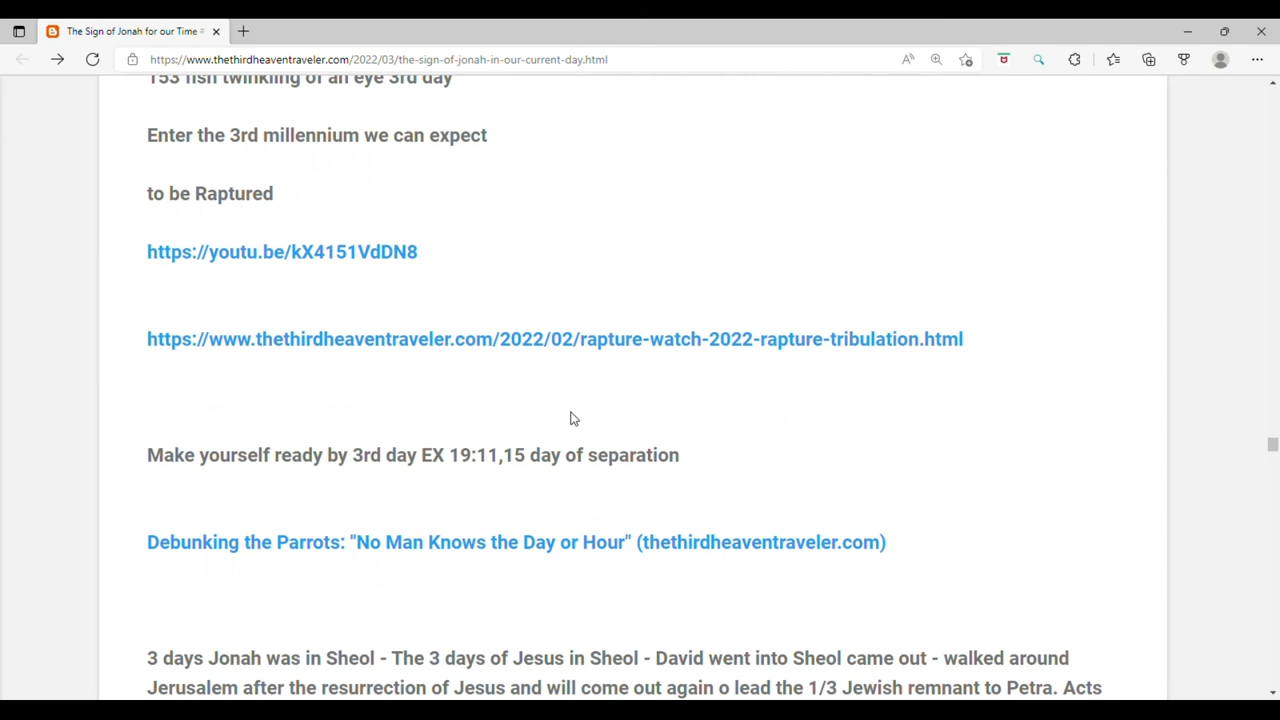 The Sign of Jonah for our Time
https://www.thethirdheaventraveler.com/2022/03/the-sign-of-jonah-in-our-current-day.html
153 fish twinkling of an eye 3rd day
Enter the 3rd millennium we can expect
to be Raptured
https://youtu.be/kX4151VdDN8
https://www.thethirdheaventraveler.com/2022/02/rapture-watch-2022-rapture-tribulation.html
Make yourself ready by 3rd day EX 19:11,15 day of separation
Debunking the Parrots: "No Man Knows the Day or Hour" (thethirdheaventraveler.com)
3 days Jonah was in Sheol - The 3 days of Jesus in Sheol - David went into Sheol came out - walked around
Jerusalem after the resurrection of Jesus and will come out again o lead the 1/3 Jewish remnant to Petra. Acts